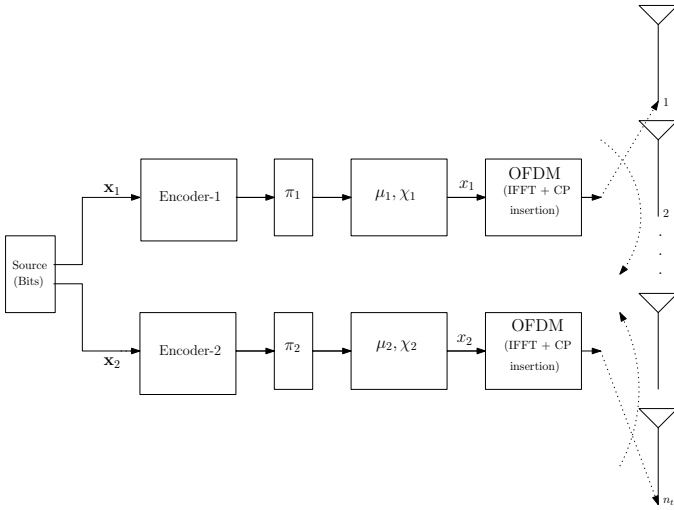 1
2
. 
.
.
x₁
Encoder-1
π₁
μ₁, χ₁
x₁
OFDM
(IFFT + CP
insertion)
Source
(Bits)
x₂
Encoder-2
π₂
μ₂, χ₂
x₂
OFDM
(IFFT + CP
insertion)
nₜ